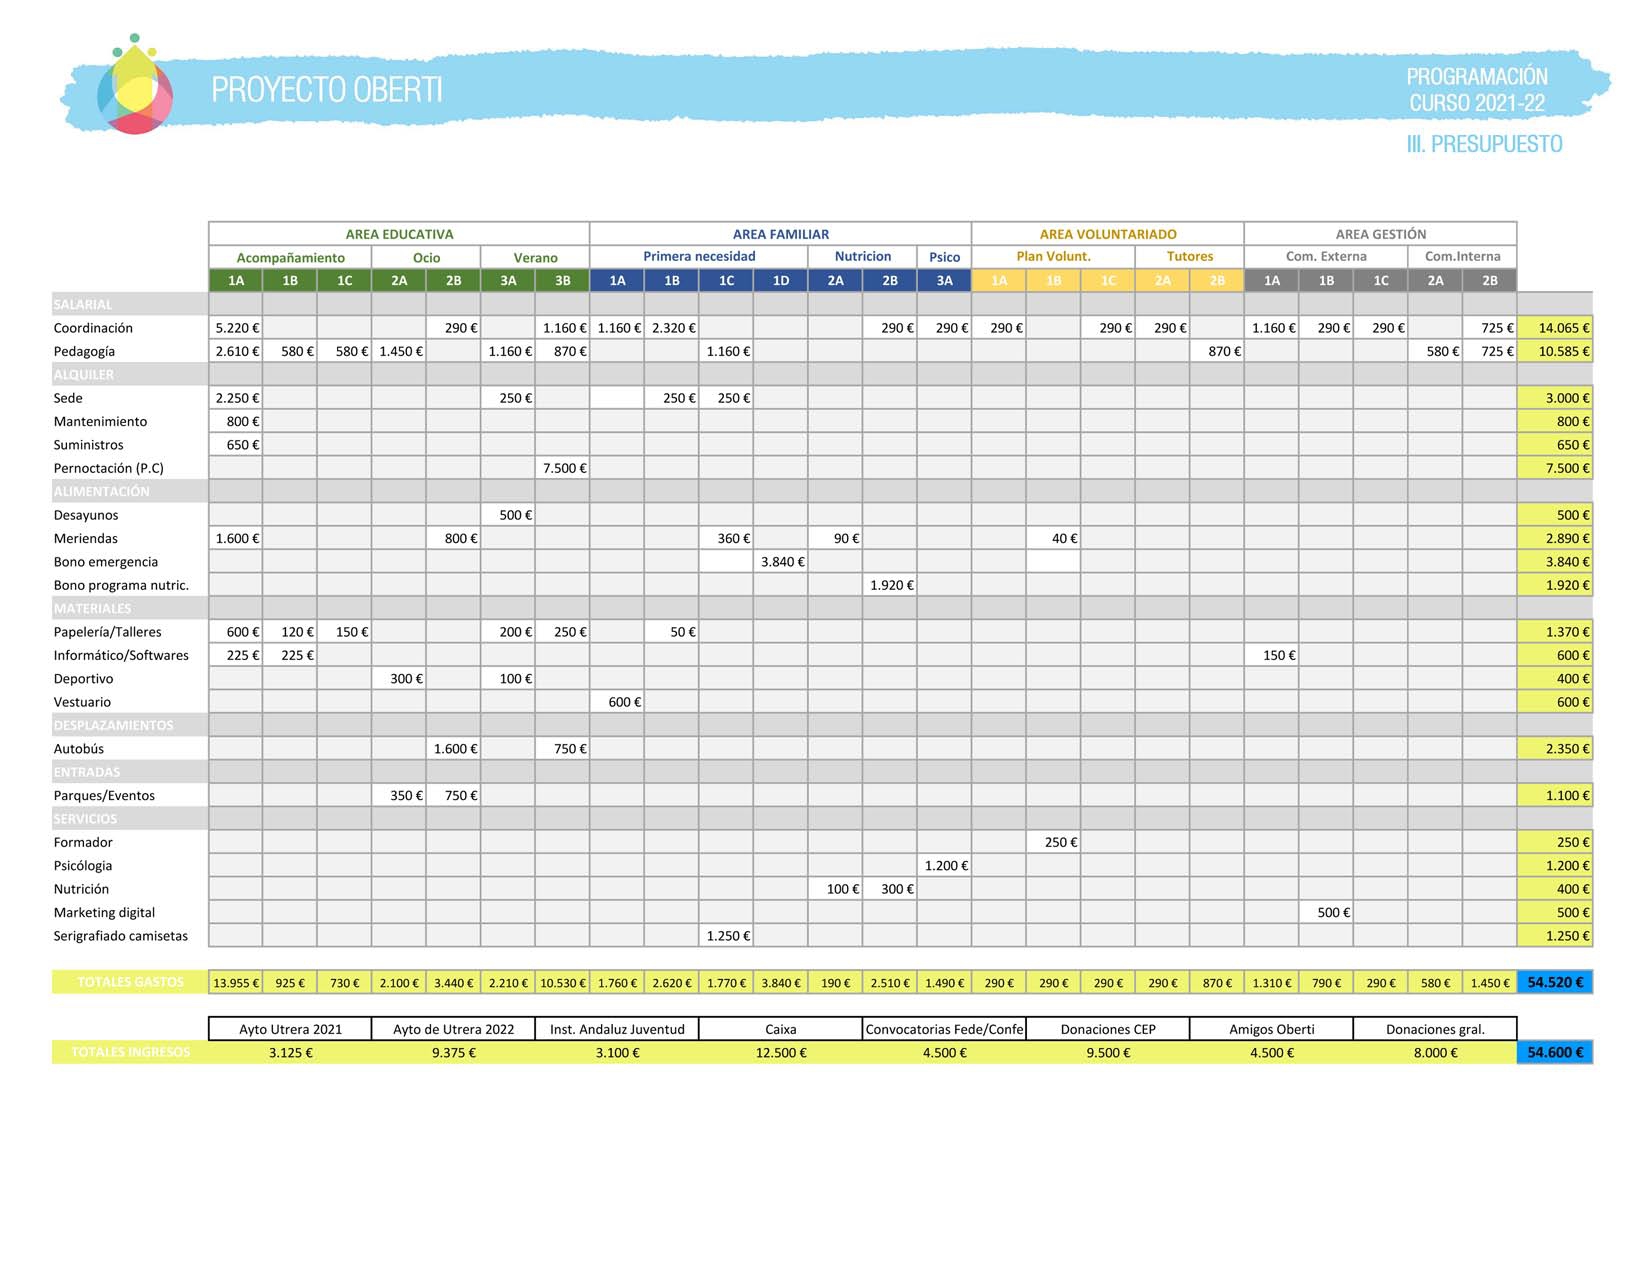 PROYECTO OBERTI
PROGRAMACIÓN
CURSO 2021-22
III. PRESUPUESTO
AREA EDUCATIVA AREA FAMILIAR AREA VOLUNTARIADO AREA GESTIÓN
Acompañamiento Ocio Verano Primera necesidad Nutricion Psico Plan Volunt. Tutores Com. Externa Com.Interna
1A 1B 1C 2A 2B 3A 3B 1A 1B 1C 1D 2A 2B 3A 1A 1B 1C 2A 2B 1A 1B 1C 2A 2B
SALARIAL
Coordinación 5.220 € 290 € 1.160 € 1.160 € 2.320 € 290 € 290 € 290 € 290 € 290 € 1.160 € 290 € 290 € 725 € 14.065 €
Pedagogía 2.610 € 580 € 580 € 1.450 € 1.160 € 870 € 1.160 € 870 € 580 € 725 € 10.585 €
ALQUILER
Sede 2.250 € 250 € 250 € 250 € 3.000 €
Mantenimiento 800 € 800 €
Suministros 650 € 650 €
Pernoctación (P.C) 7.500 € 7.500 €
ALIMENTACIÓN
Desayunos 500 € 500 €
Meriendas 1.600 € 800 € 360 € 90 € 40 € 2.890 €
Bono emergencia 3.840 € 3.840 €
Bono programa nutric. 1.920 € 1.920 €
MATERIALES
Papelería/Talleres 600 € 120 € 150 € 200 € 250 € 50 € 1.370 €
Informático/Softwares 225 € 225 € 150 € 600 €
Deportivo 300 € 100 € 400 €
Vestuario 600 € 600 €
DESPLAZAMIENTOS
Autobús 1.600 € 750 € 2.350 €
ENTRADAS
Parques/Eventos 350 € 750 € 1.100 €
SERVICIOS
Formador 250 € 250 €
Psicólogia 1.200 € 1.200 €
Nutrición 100 € 300 € 400 €
Marketing digital 500 € 500 €
Serigrafiado camisetas 1.250 € 1.250 €
TOTALES GASTOS 13.955 € 925 € 730 € 2.100 € 3.440 € 2.210 € 10.530 € 1.760 € 2.620 € 1.770 € 3.840 € 190 € 2.510 € 1.490 € 290 € 290 € 290 € 290 € 870 € 1.310 € 790 € 290 € 580 € 1.450 € 54.520 €
Ayto Utrera 2021 Ayto de Utrera 2022 Inst. Andaluz Juventud Caixa Convocatorias Fede/Confe Donaciones CEP Amigos Oberti Donaciones gral.
TOTALES INGRESOS 3.125 € 9.375 € 3.100 € 12.500 € 4.500 € 9.500 € 4.500 € 8.000 € 54.600 €